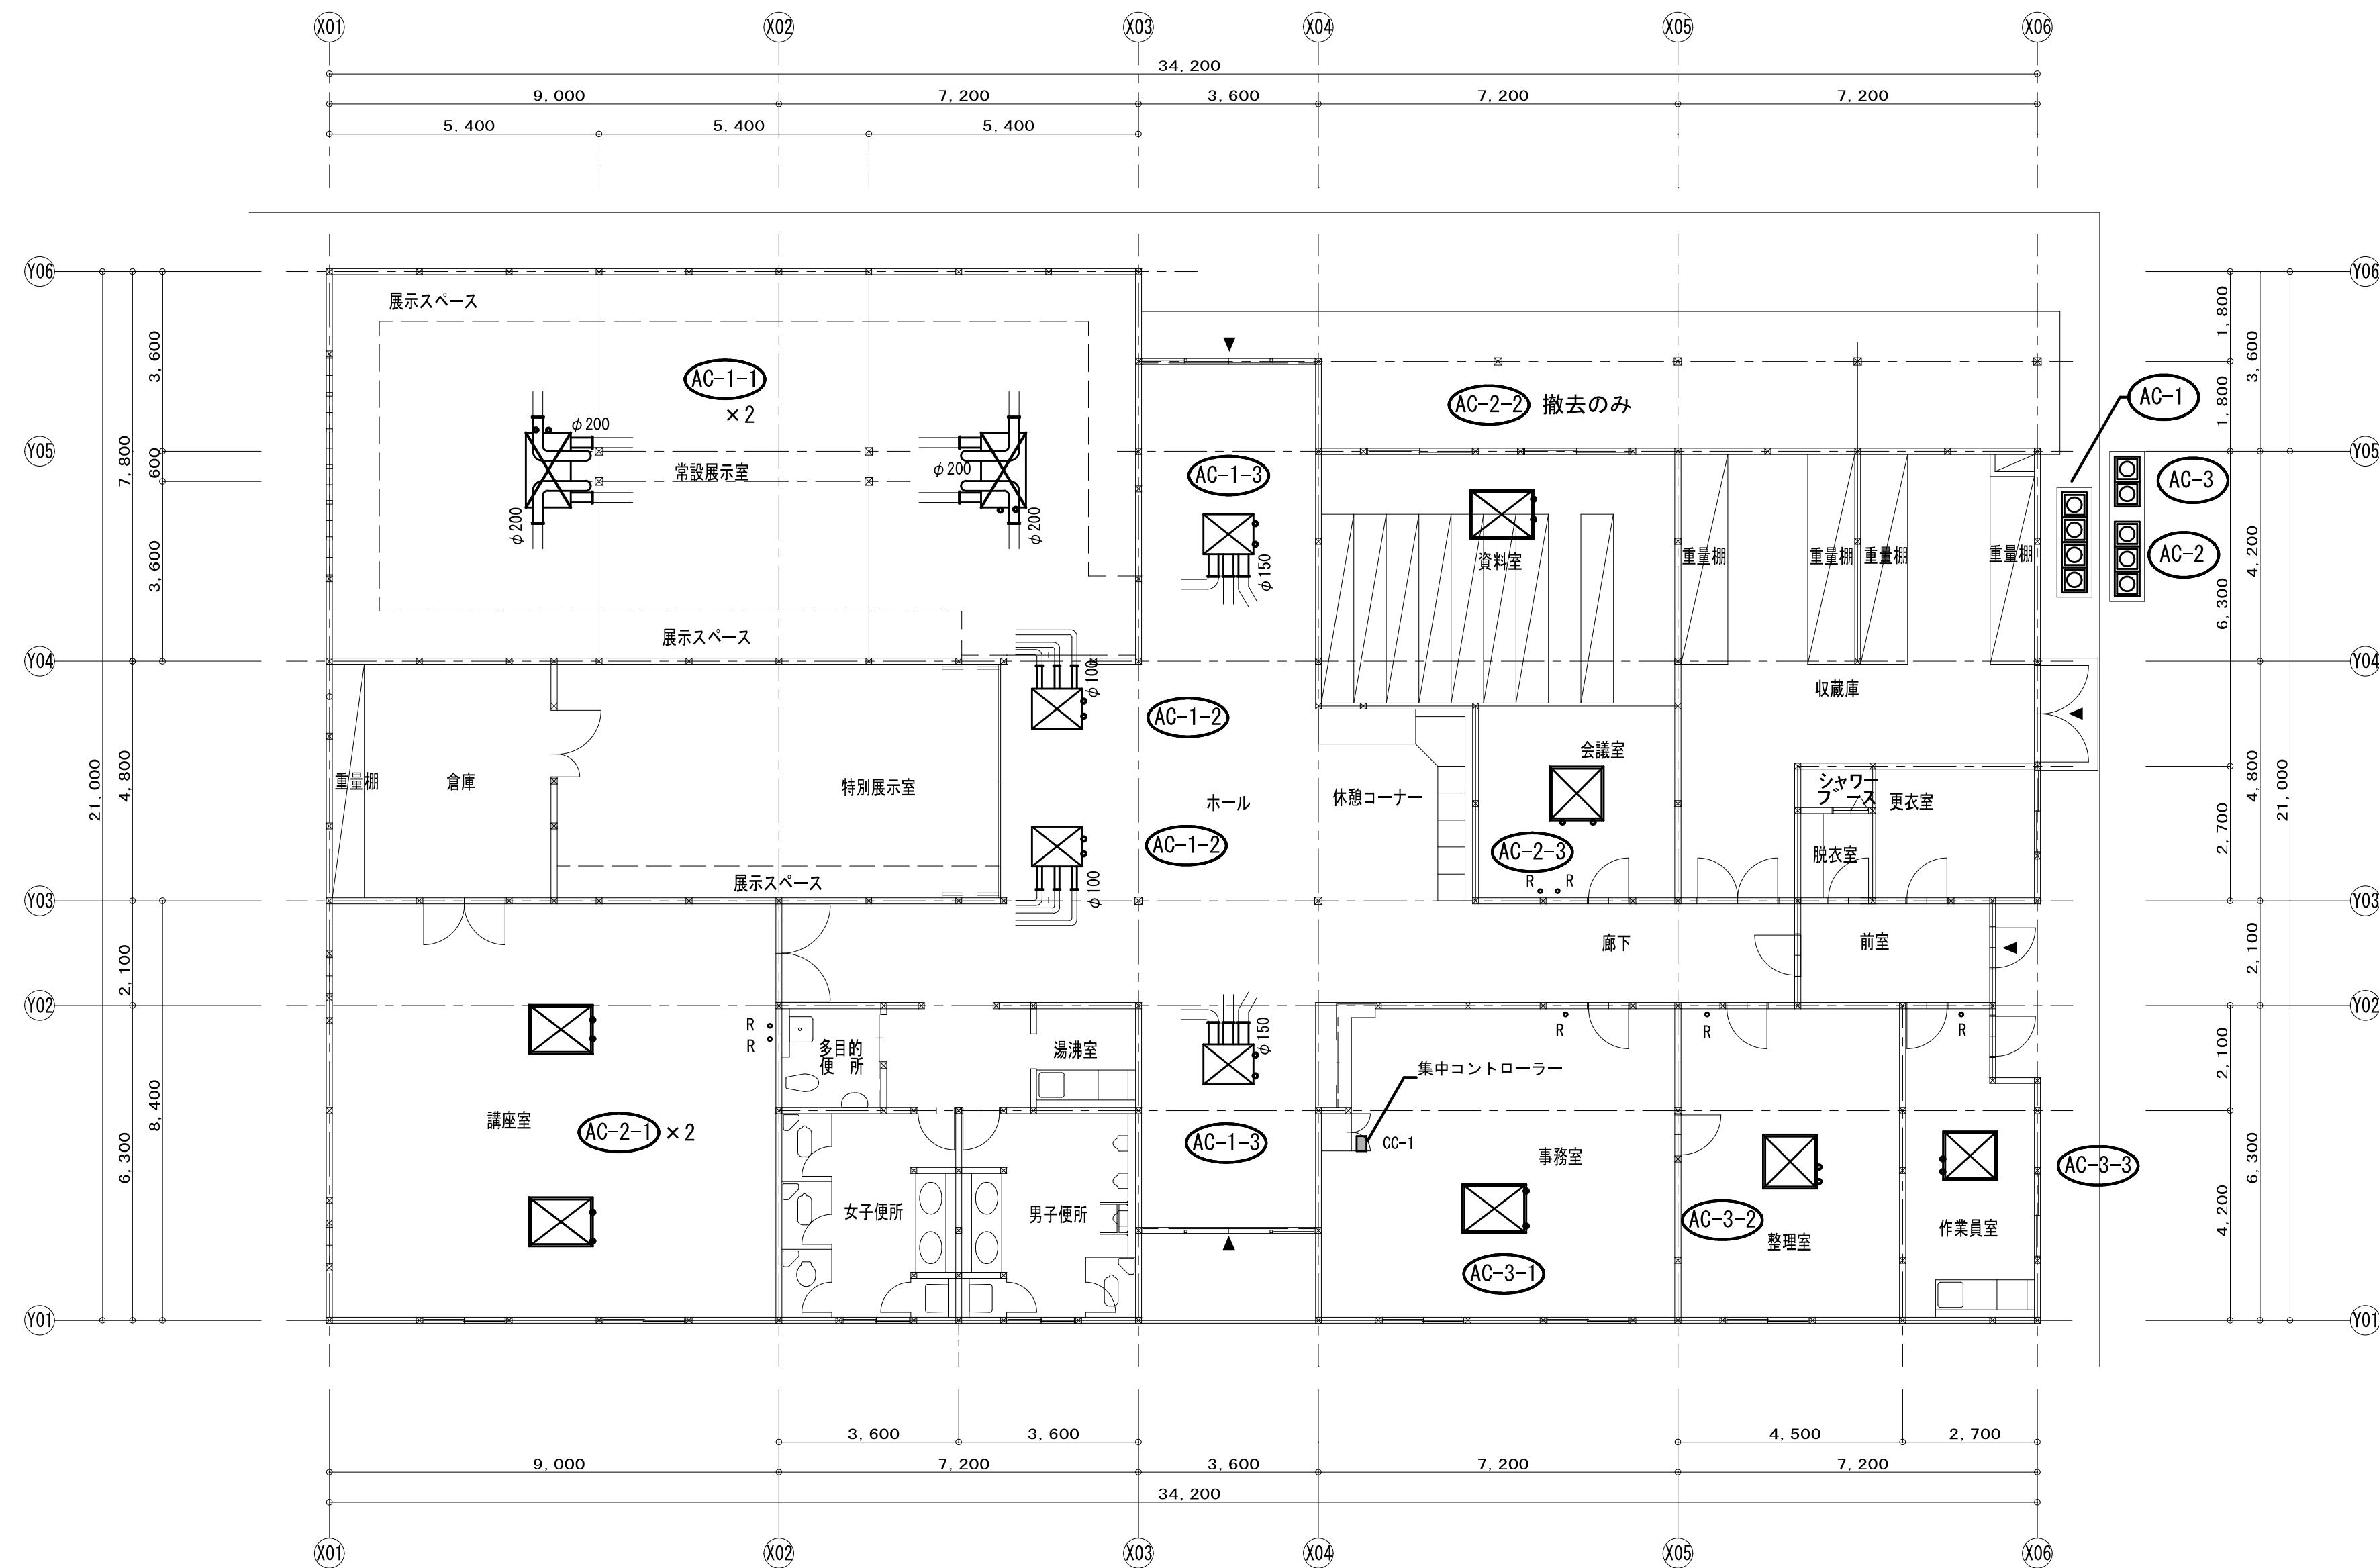 X01 X02 X03 X04 X05 X06
34,200
9,000 7,200 3,600 7,200 7,200
5,400 5,400 5,400
Y06 Y06
展示スペース
1,800
3,600
3,600
AC-1-1
×2
AC-1
AC-2-2 撤去のみ
1,800
φ200
Y05 Y05
7,800
600
常設展示室
φ200
AC-1-3
AC-3
φ200
φ200
AC-2
重量棚 重量棚 重量棚 重量棚
資料室
4,200
3,600
φ150
6,300
展示スペース
Y04 Y04
φ100
収蔵庫
AC-1-2
会議室
21,000
4,800
重量棚
倉庫
特別展示室
ホール
休憩コーナー
シャワー
ブース
更衣室
4,800
21,000
2,700
AC-1-2
AC-2-3
脱衣室
展示スペース
φ100
R R
Y03 Y03
2,100
廊下
前室
2,100
Y02 Y02
R
R
多目的
便 所
湯沸室
φ150
R
R
R
集中コントローラー
2,100
8,400
6,300
講座室
AC-2-1 ×2
AC-1-3
CC-1
事務室
AC-3-3
6,300
女子便所
男子便所
AC-3-2
整理室
作業員室
4,200
AC-3-1
Y01 Y01
3,600 3,600 4,500 2,700
9,000 7,200 3,600 7,200 7,200
34,200
X01 X02 X03 X04 X05 X06